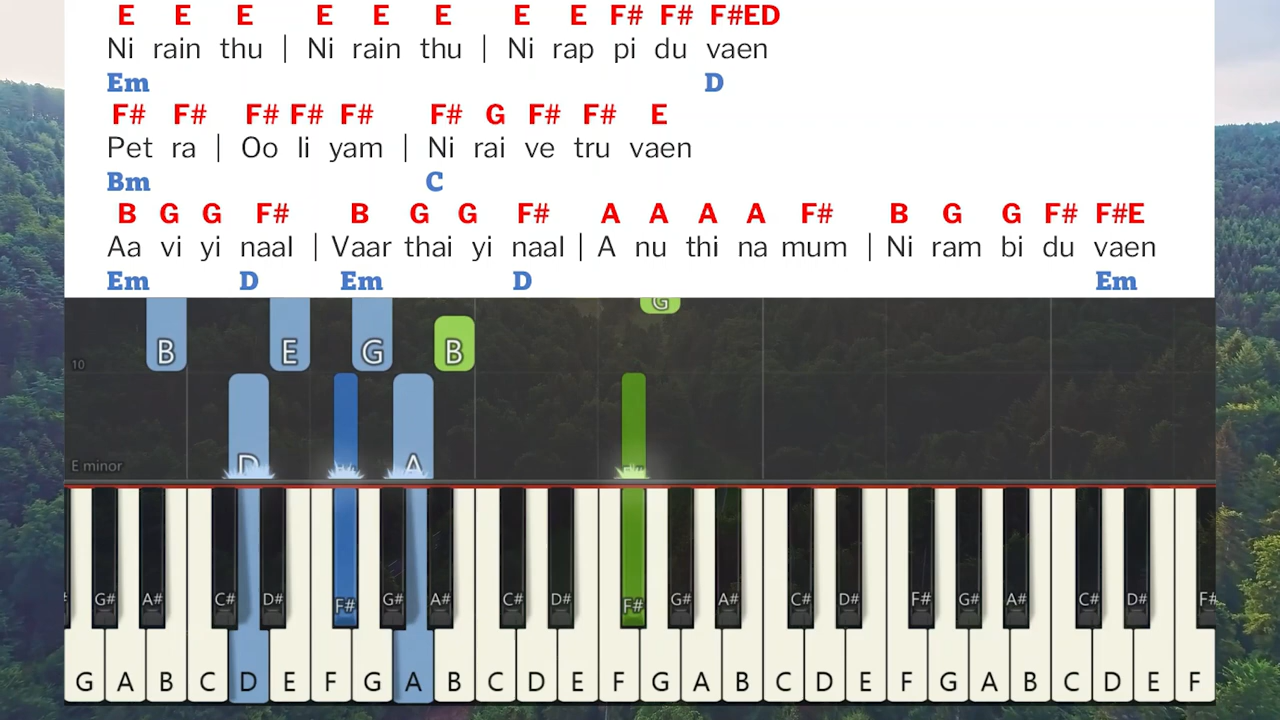 E E E E E E E E F# F# F#ED
Ni rain thu | Ni rain thu | Ni rap pi du vaen
Em D
F# F# F# F# F# F# G F# F# E
Pet ra | Oo li yam | Ni rai ve tru vaen
Bm C
B G G F# B G G F# A A A A F# B G G F# F#E
Aa vi yi naal | Vaar thai yi naal | A nu thi na mum | Ni ram bi du vaen
Em D Em D Em
G
B E G B
10
D A
E minor
G# A# C# D# F# G# A# C# D# F# G# A# C# D# F# G# A# C# D# F#
G A B C D E F G A B C D E F G A B C D E F G A B C D E F